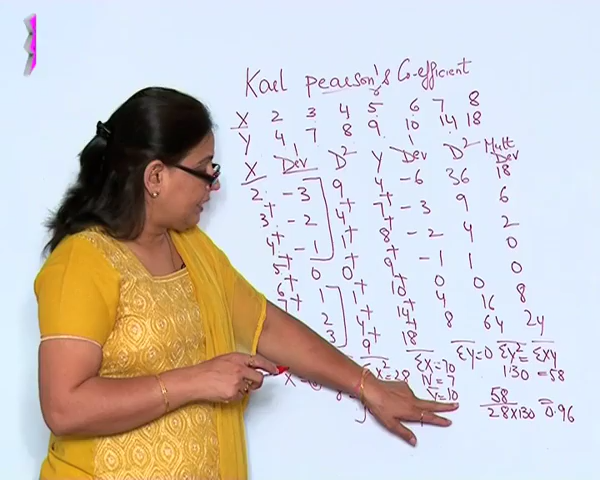 Karl pearson's Co-efficient
X 2 3 4 5 6 7 8
Y 4 7 8 9 10 14 18
X Dev D² Y Dev D² Mult Dev
2 -3 9 4 -6 36 18
3 -2 4 7 -3 9 6
4 -1 1 8 -2 4 2
5 0 0 9 -1 1 0
6 1 1 10 0 0 0
7 2 4 14 4 16 8
3 9 18 8 64 24
x²=28 ΣX=70 Σy=0 Σy²=130 Σxy=58
N=7
Y=10
58
28x130 =0.96